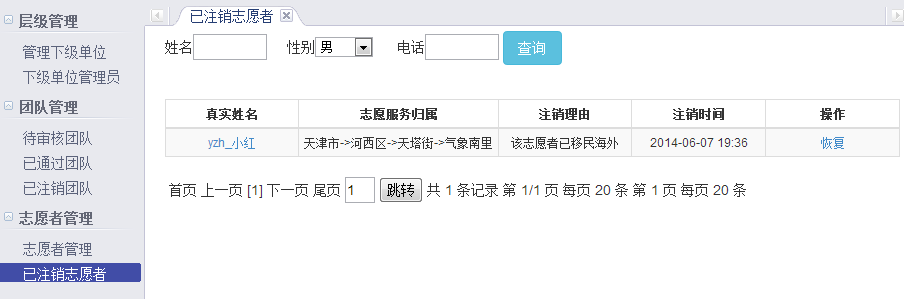 层级管理
管理下级单位
下级单位管理员
团队管理
待审核团队
已通过团队
已注销团队
志愿者管理
志愿者管理
已注销志愿者
已注销志愿者
姓名 性别 男 电话 查询
真实姓名 志愿服务归属 注销理由 注销时间 操作
yzh_小红 天津市->河西区->天塔街->气象南里 该志愿者已移民海外 2014-06-07 19:36 恢复
首页 上一页 [1] 下一页 尾页 1 跳转 共 1 条记录 第 1/1 页 每页 20 条 第 1 页 每页 20 条